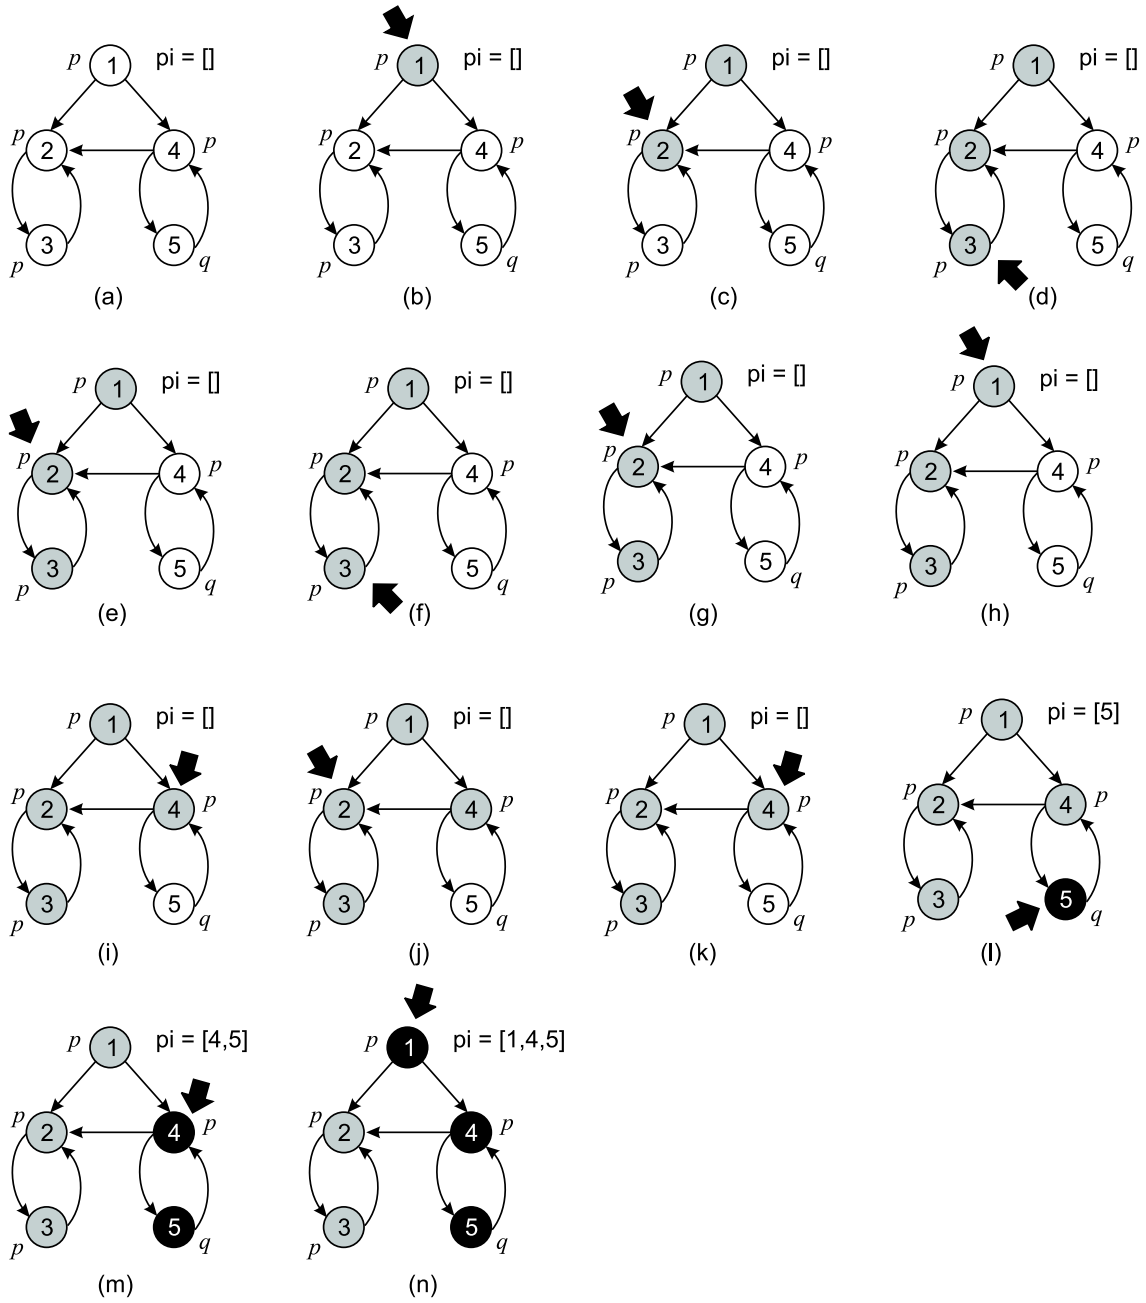 p 1 pi = []
p 2 4 p
3 5
p q
(a)
p 1 pi = []
p 2 4 p
3 5
p q
(b)
p 1 pi = []
p 2 4 p
3 5
p q
(c)
p 1 pi = []
p 2 4 p
3 5
p q
(d)
p 1 pi = []
p 2 4 p
3 5
p q
(e)
p 1 pi = []
p 2 4 p
3 5
p q
(f)
p 1 pi = []
p 2 4 p
3 5
p q
(g)
p 1 pi = []
p 2 4 p
3 5
p q
(h)
p 1 pi = []
p 2 4 p
3 5
p q
(i)
p 1 pi = []
p 2 4 p
3 5
p q
(j)
p 1 pi = []
p 2 4 p
3 5
p q
(k)
p 1 pi = [5]
p 2 4 p
3 5
p q
(l)
p 1 pi = [4,5]
p 2 4 p
3 5
p q
(m)
p 1 pi = [1,4,5]
p 2 4 p
3 5
p q
(n)